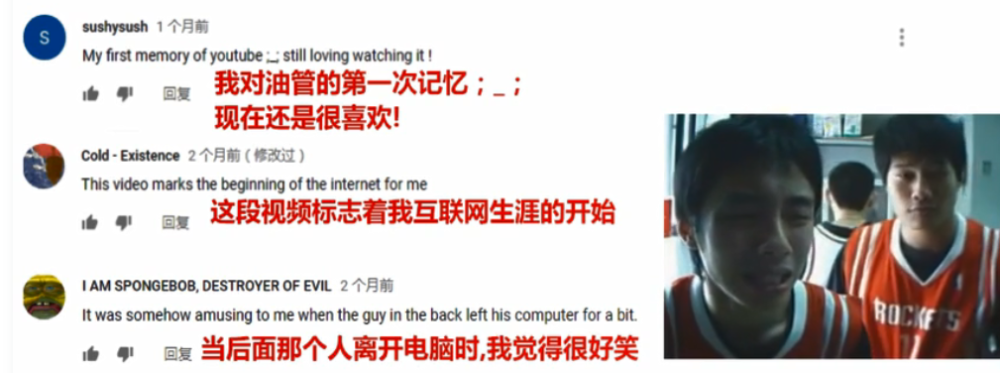 S
sushysush 1个月前
My first memory of youtube ;_; still loving watching it !
回复
我对油管的第一次记忆；_；
现在还是很喜欢!
Cold - Existence 2个月前（修改过）
This video marks the beginning of the internet for me
回复
这段视频标志着我互联网生涯的开始
I AM SPONGEBOB, DESTROYER OF EVIL 2个月前
It was somehow amusing to me when the guy in the back left his computer for a bit.
回复
当后面那个人离开电脑时,我觉得很好笑
ROCKETS